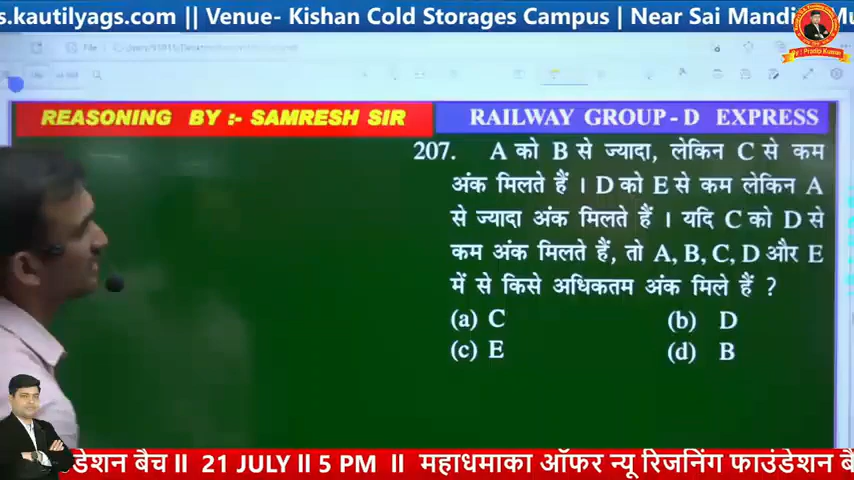 s.kautilyags.com || Venue- Kishan Cold Storages Campus | Near Sai Mandi
REASONING BY :- SAMRESH SIR
RAILWAY GROUP - D EXPRESS
207. A को B से ज्यादा, लेकिन C से कम
अंक मिलते हैं । D को E से कम लेकिन A
से ज्यादा अंक मिलते हैं । यदि C को D से
कम अंक मिलते हैं, तो A, B, C, D और E
में से किसे अधिकतम अंक मिले हैं ?
(a) C (b) D
(c) E (d) B
डेशन बैच II 21 JULY II 5 PM II महाधमाका ऑफर न्यू रिजनिंग फाउंडेशन बै